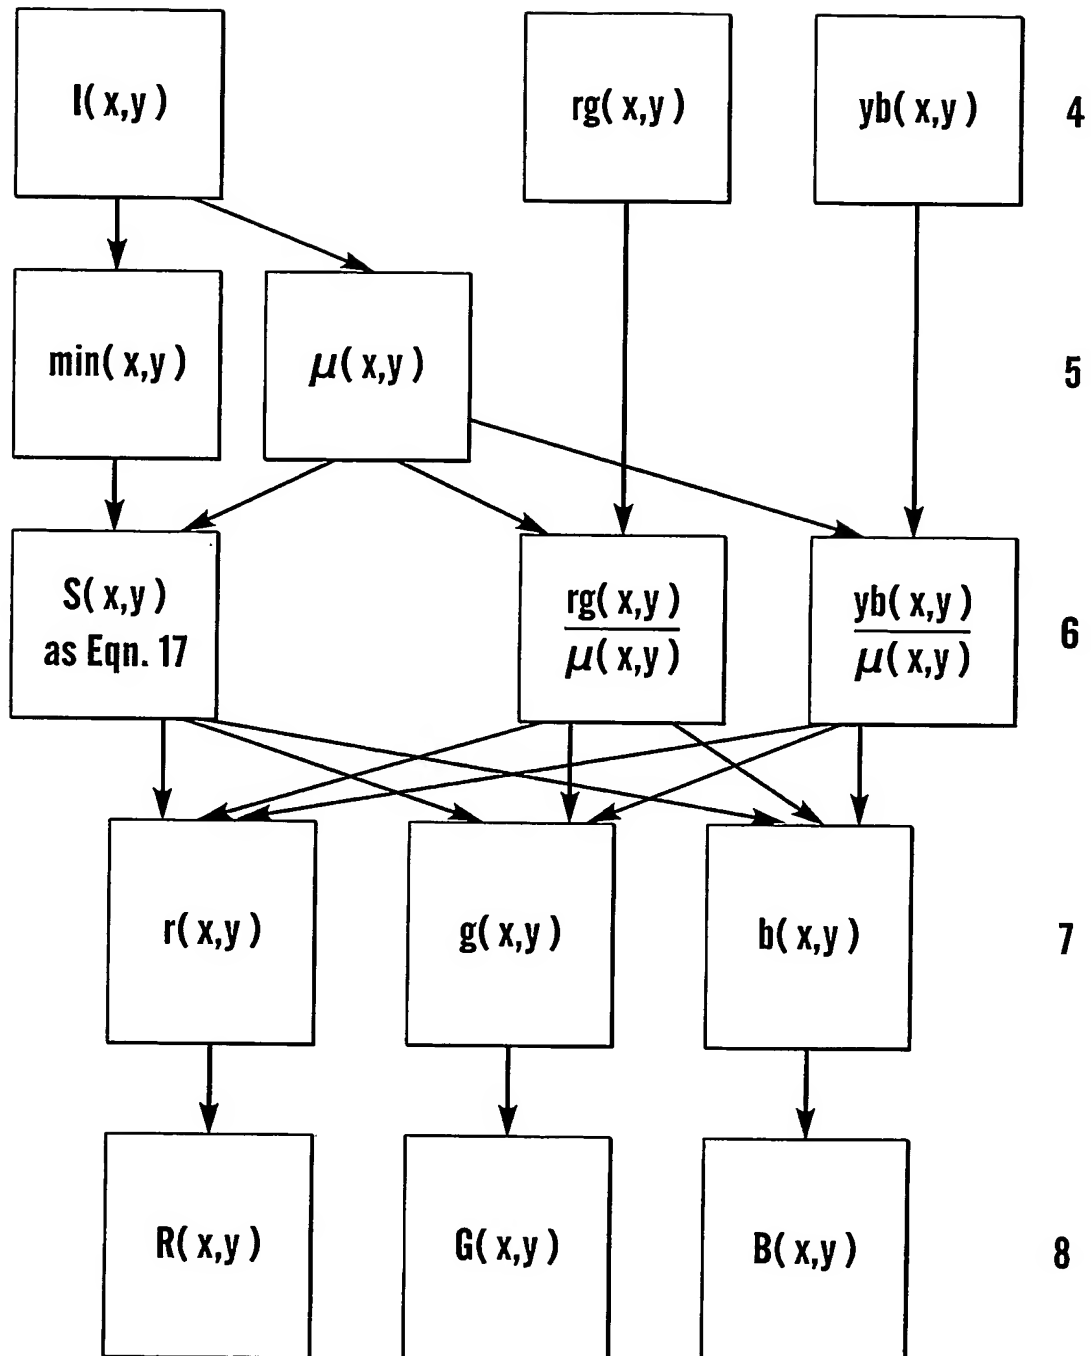 I( x,y )
rg( x,y )
yb( x,y )
4
min( x,y )
μ( x,y )
5
S( x,y )
as Eqn. 17
rg( x,y )
μ( x,y )
yb( x,y )
μ( x,y )
6
r( x,y )
g( x,y )
b( x,y )
7
R( x,y )
G( x,y )
B( x,y )
8